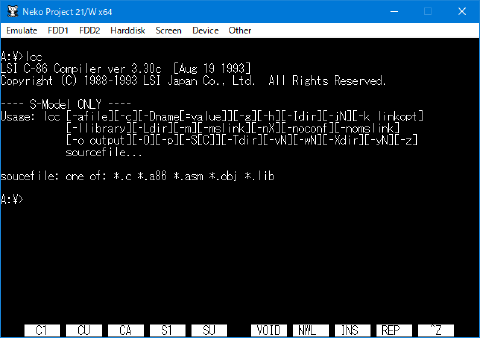 Neko Project 21/W x64
Emulate FDD1 FDD2 Harddisk Screen Device Other
A:¥>lcc
LSI C-86 Compiler ver 3.30c [Aug 19 1993]
Copyright (C) 1988-1993 LSI Japan Co., Ltd. All Rights Reserved.
---- S-Model ONLY ----
Usage: lcc [-afile][-c][-Dname[=value]][-g][-h][-Idir][-jN][-k linkopt]
[-llibrary][-Ldir][-m][-mslink][-nX][-noconf][-nomslink]
[-o output][-O][-p][-S[C]][-Tdir][-vN][-wN][-Xdir][-yN][-z]
soucefile...
soucefile: one of: *.c *.a86 *.asm *.obj *.lib
A:¥>
C1 CU CA S1 SU VOID NWL INS REP ^Z